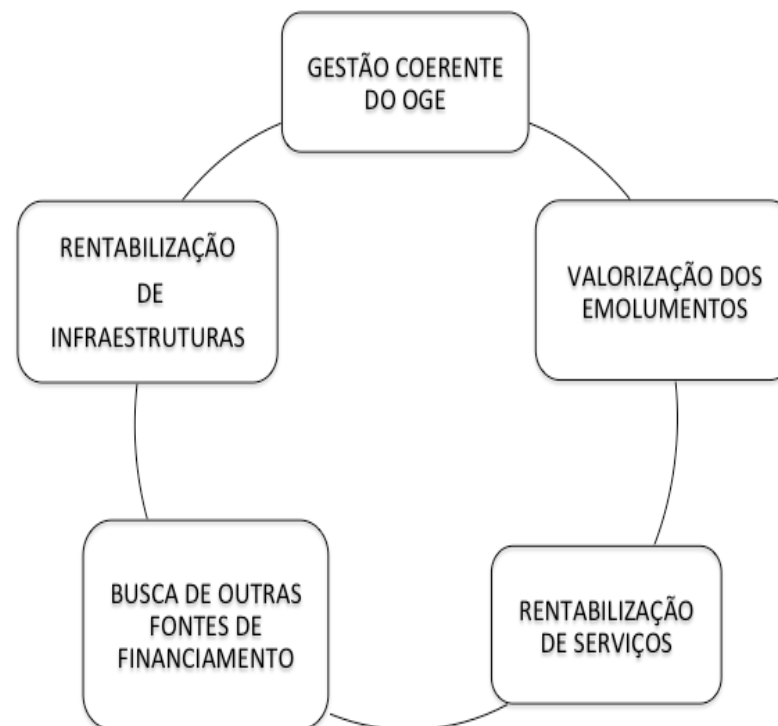 GESTÃO COERENTE
DO OGE
VALORIZAÇÃO DOS
EMOLUMENTOS
RENTABILIZAÇÃO
DE SERVIÇOS
BUSCA DE OUTRAS
FONTES DE
FINANCIAMENTO
RENTABILIZAÇÃO
DE
INFRAESTRUTURAS